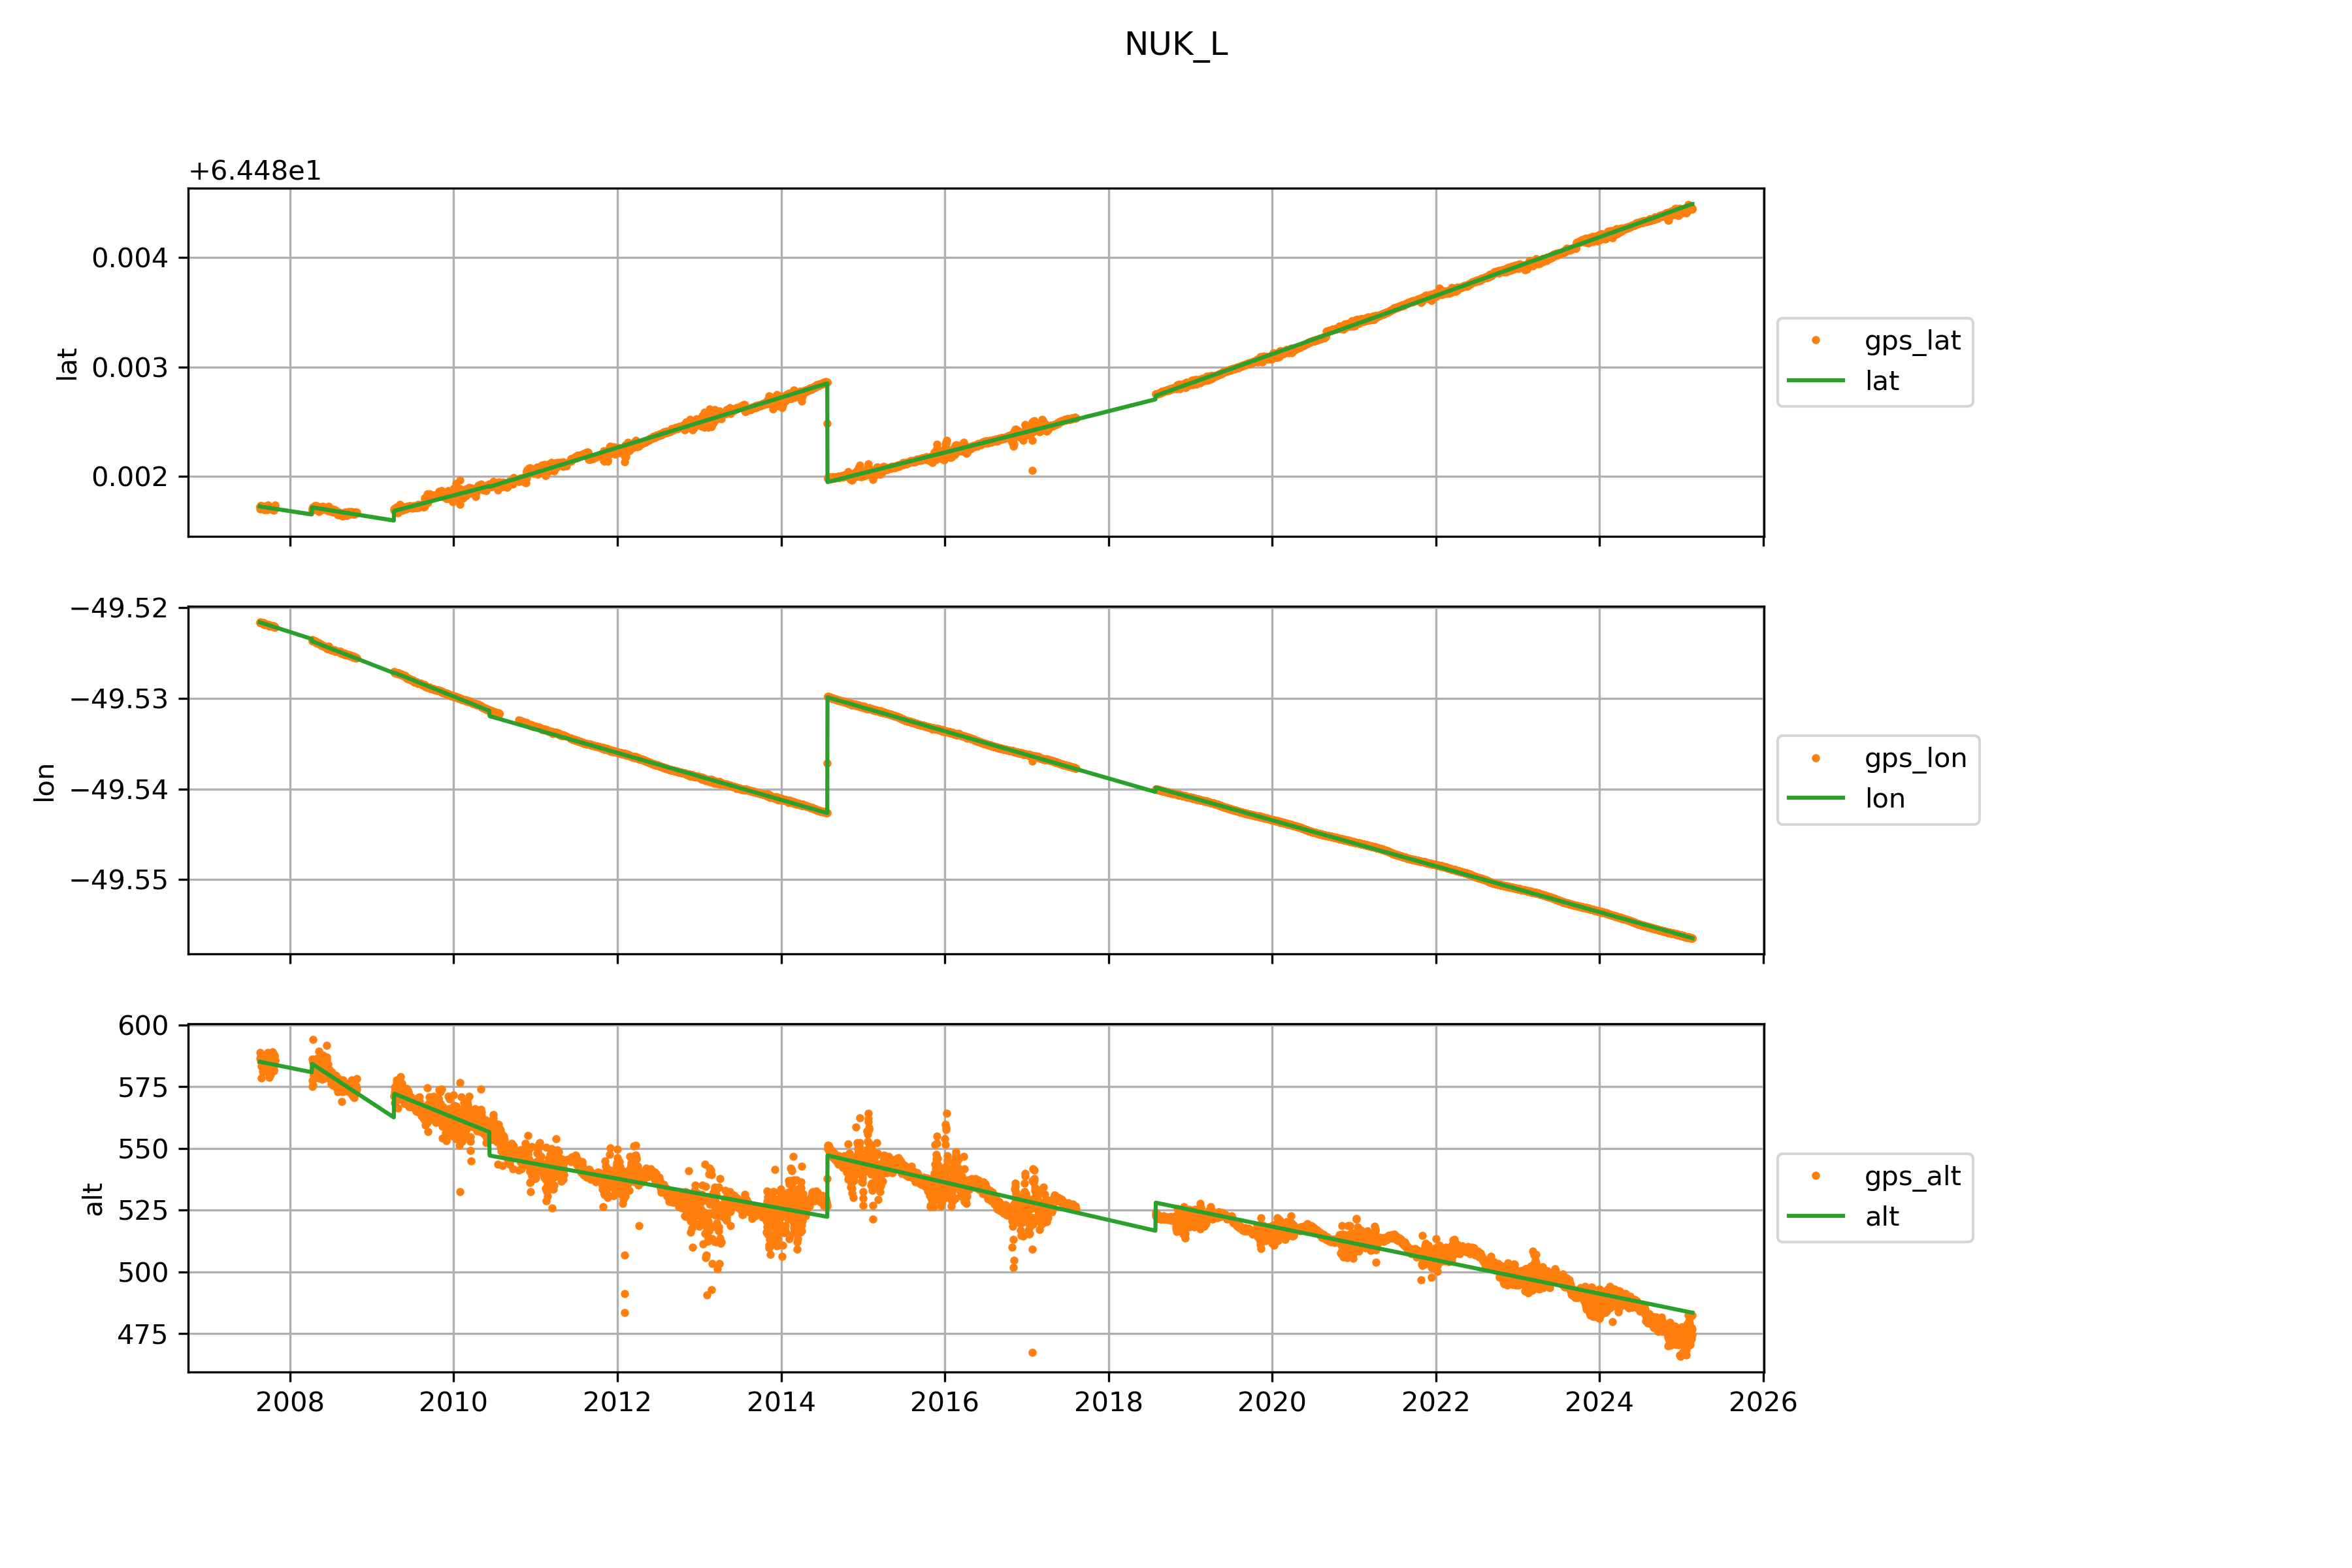 NUK_L
+6.448e1
0.004
0.003
0.002
lat
gps_lat
lat
−49.52
−49.53
−49.54
−49.55
lon
gps_lon
lon
600
575
550
525
500
475
alt
gps_alt
alt
2008 2010 2012 2014 2016 2018 2020 2022 2024 2026